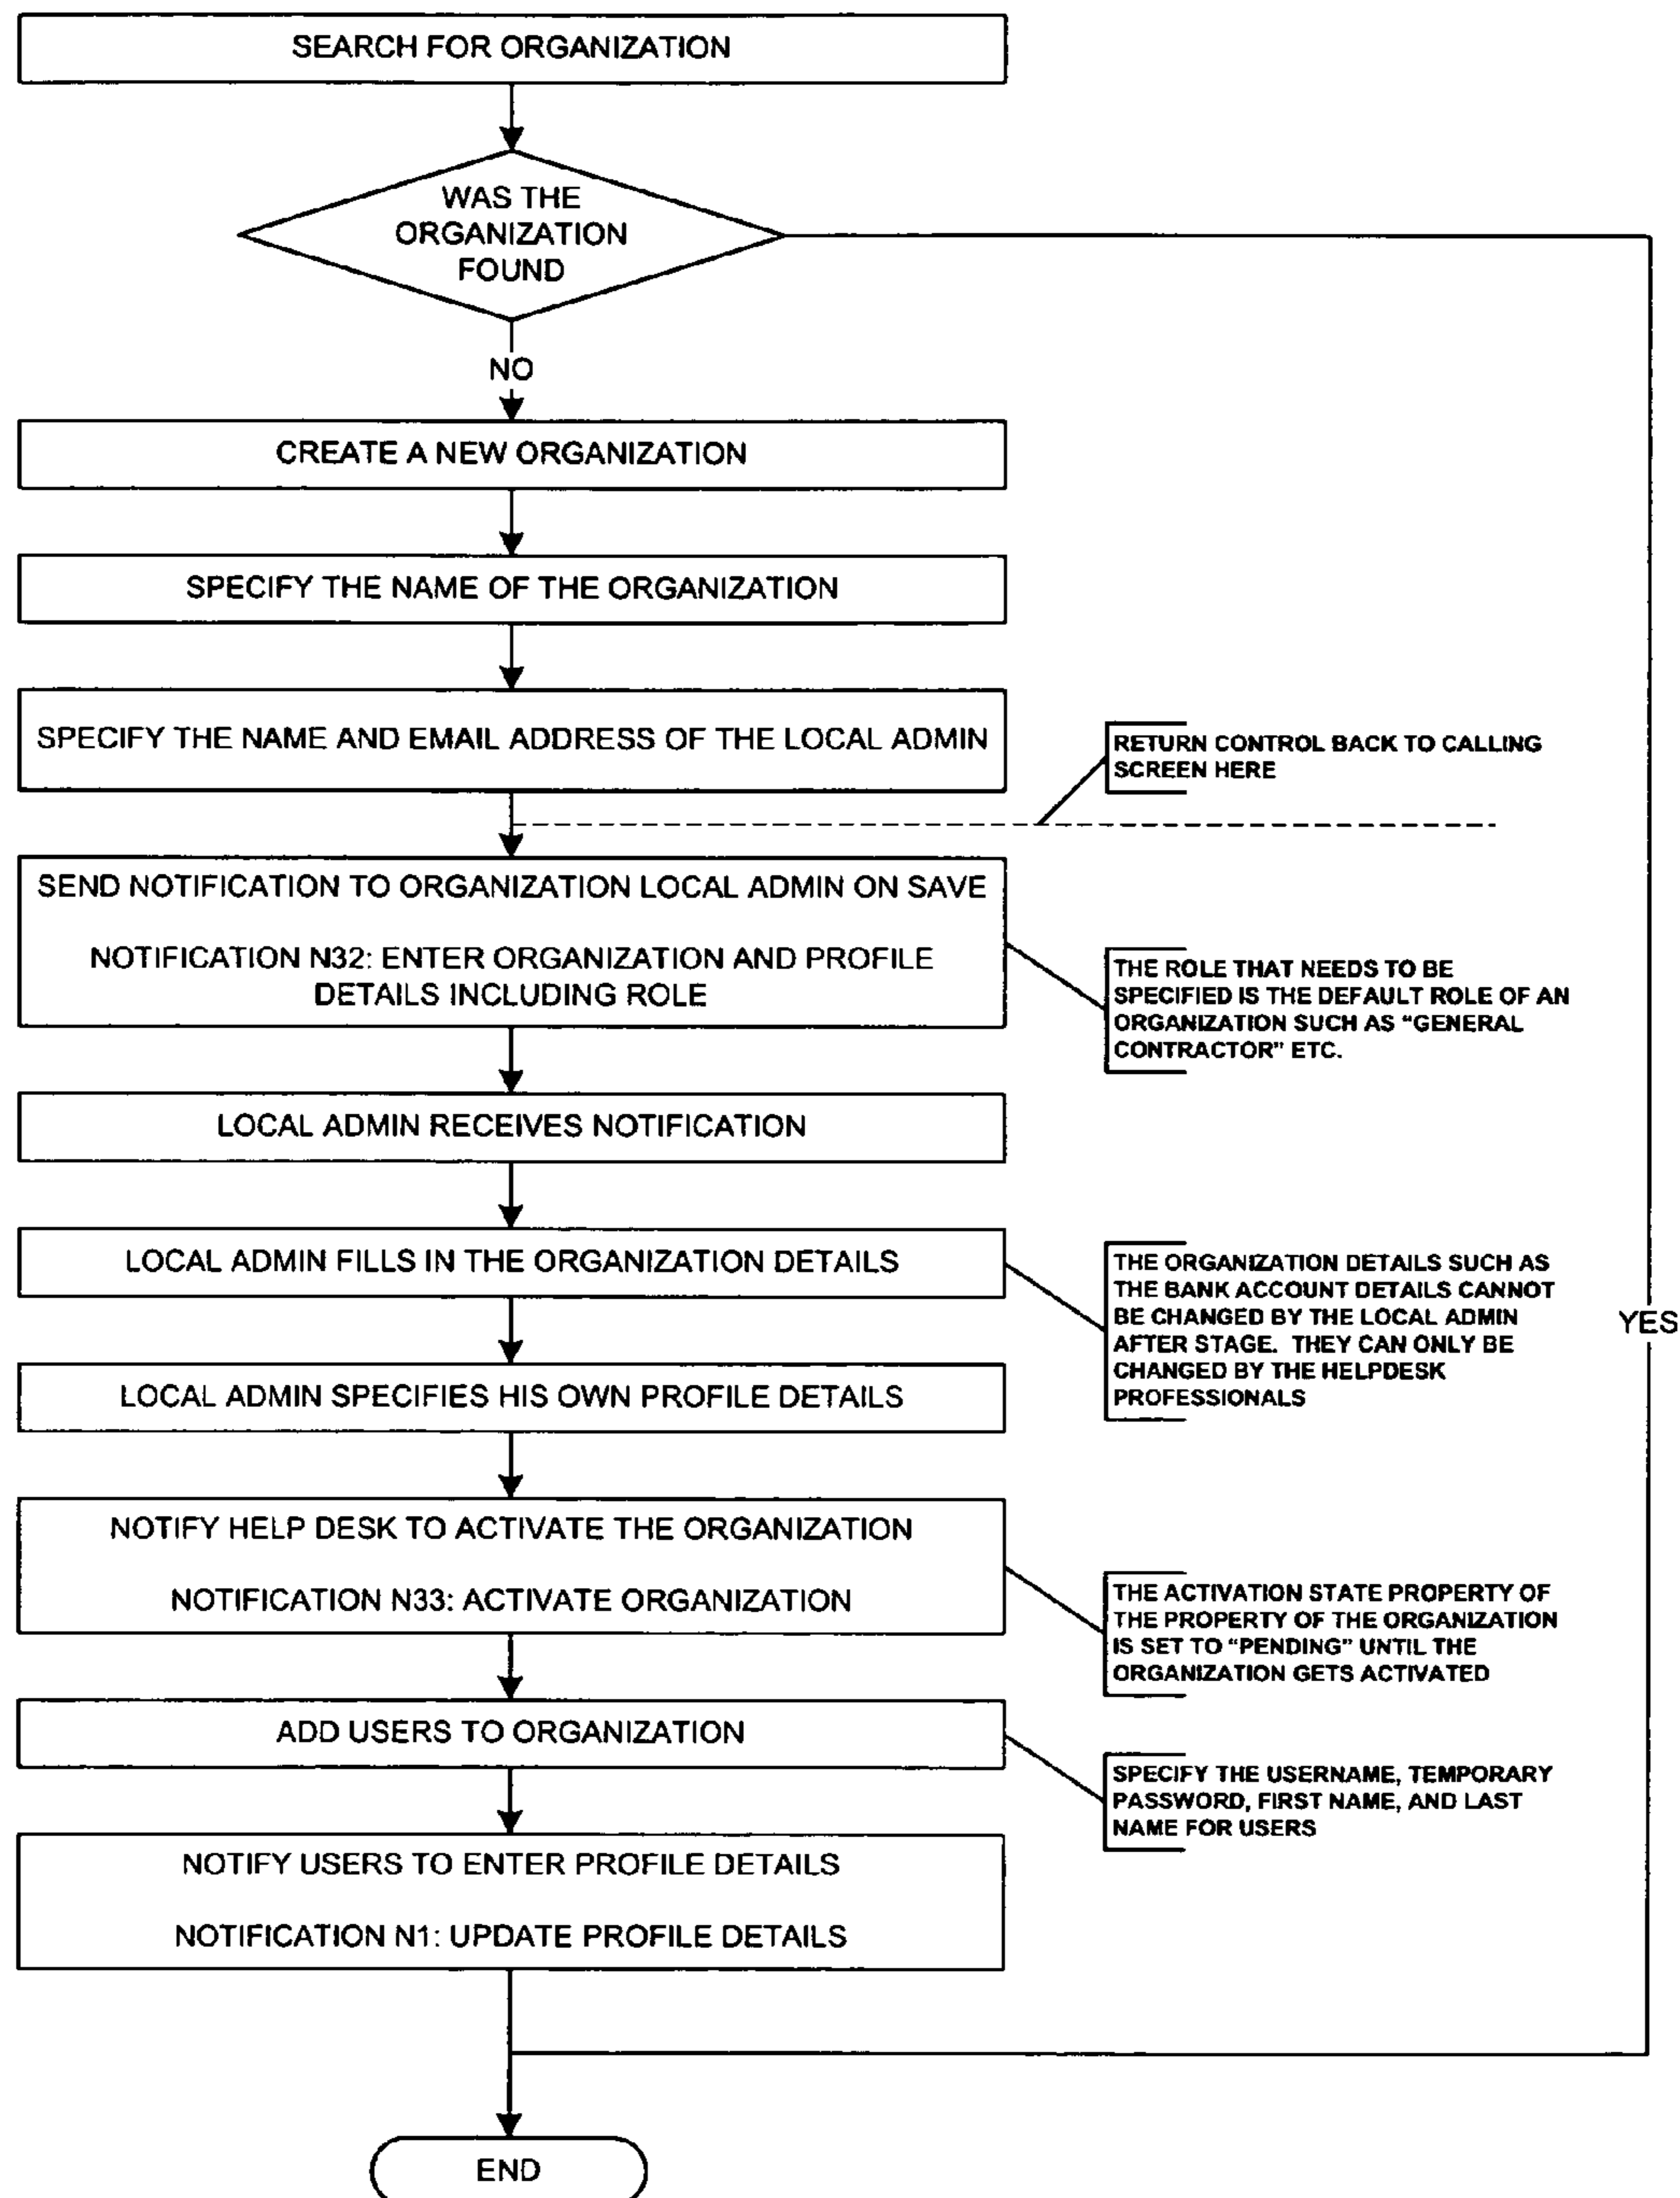 SEARCH FOR ORGANIZATION
WAS THE
ORGANIZATION
FOUND
NO
CREATE A NEW ORGANIZATION
SPECIFY THE NAME OF THE ORGANIZATION
SPECIFY THE NAME AND EMAIL ADDRESS OF THE LOCAL ADMIN
RETURN CONTROL BACK TO CALLING
SCREEN HERE
SEND NOTIFICATION TO ORGANIZATION LOCAL ADMIN ON SAVE
NOTIFICATION N32: ENTER ORGANIZATION AND PROFILE
DETAILS INCLUDING ROLE
THE ROLE THAT NEEDS TO BE
SPECIFIED IS THE DEFAULT ROLE OF AN
ORGANIZATION SUCH AS “GENERAL
CONTRACTOR” ETC.
LOCAL ADMIN RECEIVES NOTIFICATION
LOCAL ADMIN FILLS IN THE ORGANIZATION DETAILS
THE ORGANIZATION DETAILS SUCH AS
THE BANK ACCOUNT DETAILS CANNOT
BE CHANGED BY THE LOCAL ADMIN
AFTER STAGE. THEY CAN ONLY BE
CHANGED BY THE HELPDESK
PROFESSIONALS
YES
LOCAL ADMIN SPECIFIES HIS OWN PROFILE DETAILS
NOTIFY HELP DESK TO ACTIVATE THE ORGANIZATION
NOTIFICATION N33: ACTIVATE ORGANIZATION
THE ACTIVATION STATE PROPERTY OF
THE PROPERTY OF THE ORGANIZATION
IS SET TO “PENDING” UNTIL THE
ORGANIZATION GETS ACTIVATED
ADD USERS TO ORGANIZATION
SPECIFY THE USERNAME, TEMPORARY
PASSWORD, FIRST NAME, AND LAST
NAME FOR USERS
NOTIFY USERS TO ENTER PROFILE DETAILS
NOTIFICATION N1: UPDATE PROFILE DETAILS
END